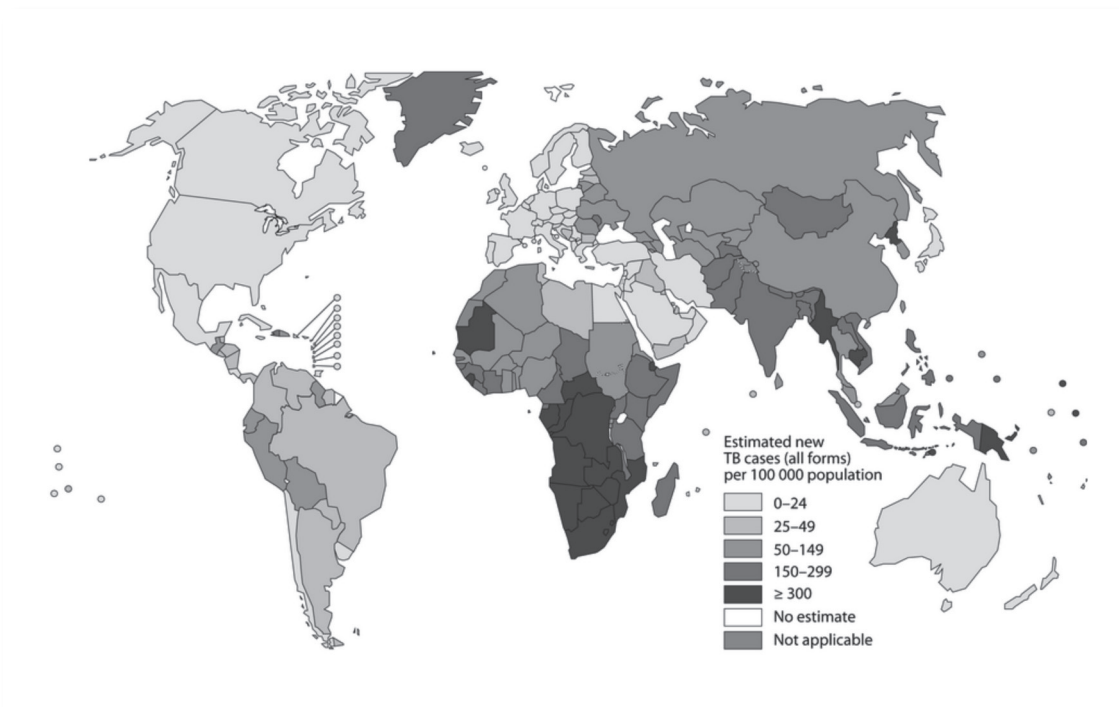 Estimated new
TB cases (all forms)
per 100 000 population
0–24
25–49
50–149
150–299
≥ 300
No estimate
Not applicable